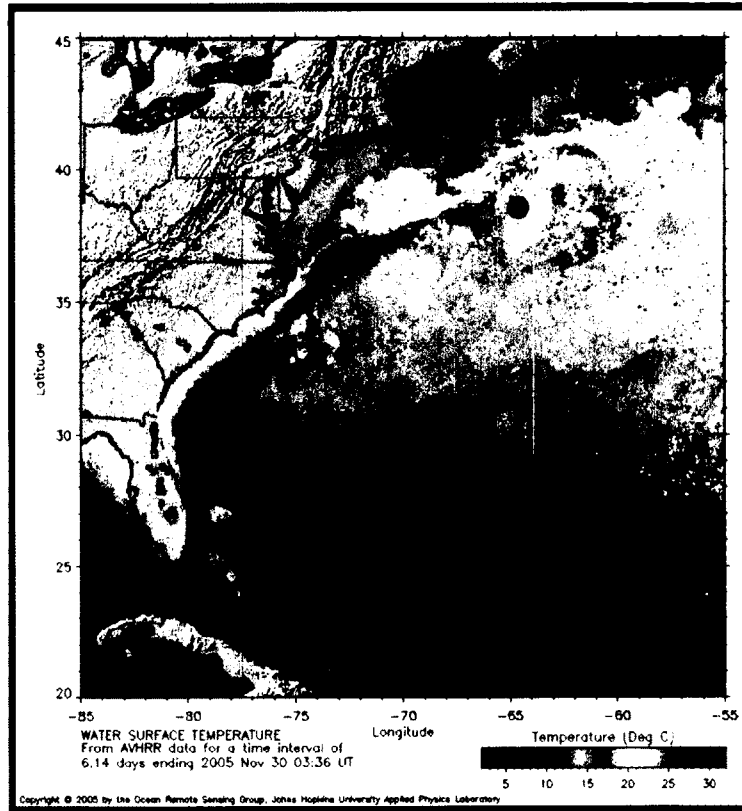 45
40
35
30
25
20
Latitude
-85 -80 -75 -70 -65 -60 -55
Longitude
WATER SURFACE TEMPERATURE
From AVHRR data for a time interval of
6.14 days ending 2005 Nov 30 03:36 UT
Temperature (Deg C)
5 10 15 20 25 30
Copyright © 2005 by the Ocean Remote Sensing Group, Johns Hopkins University Applied Physics Laboratory